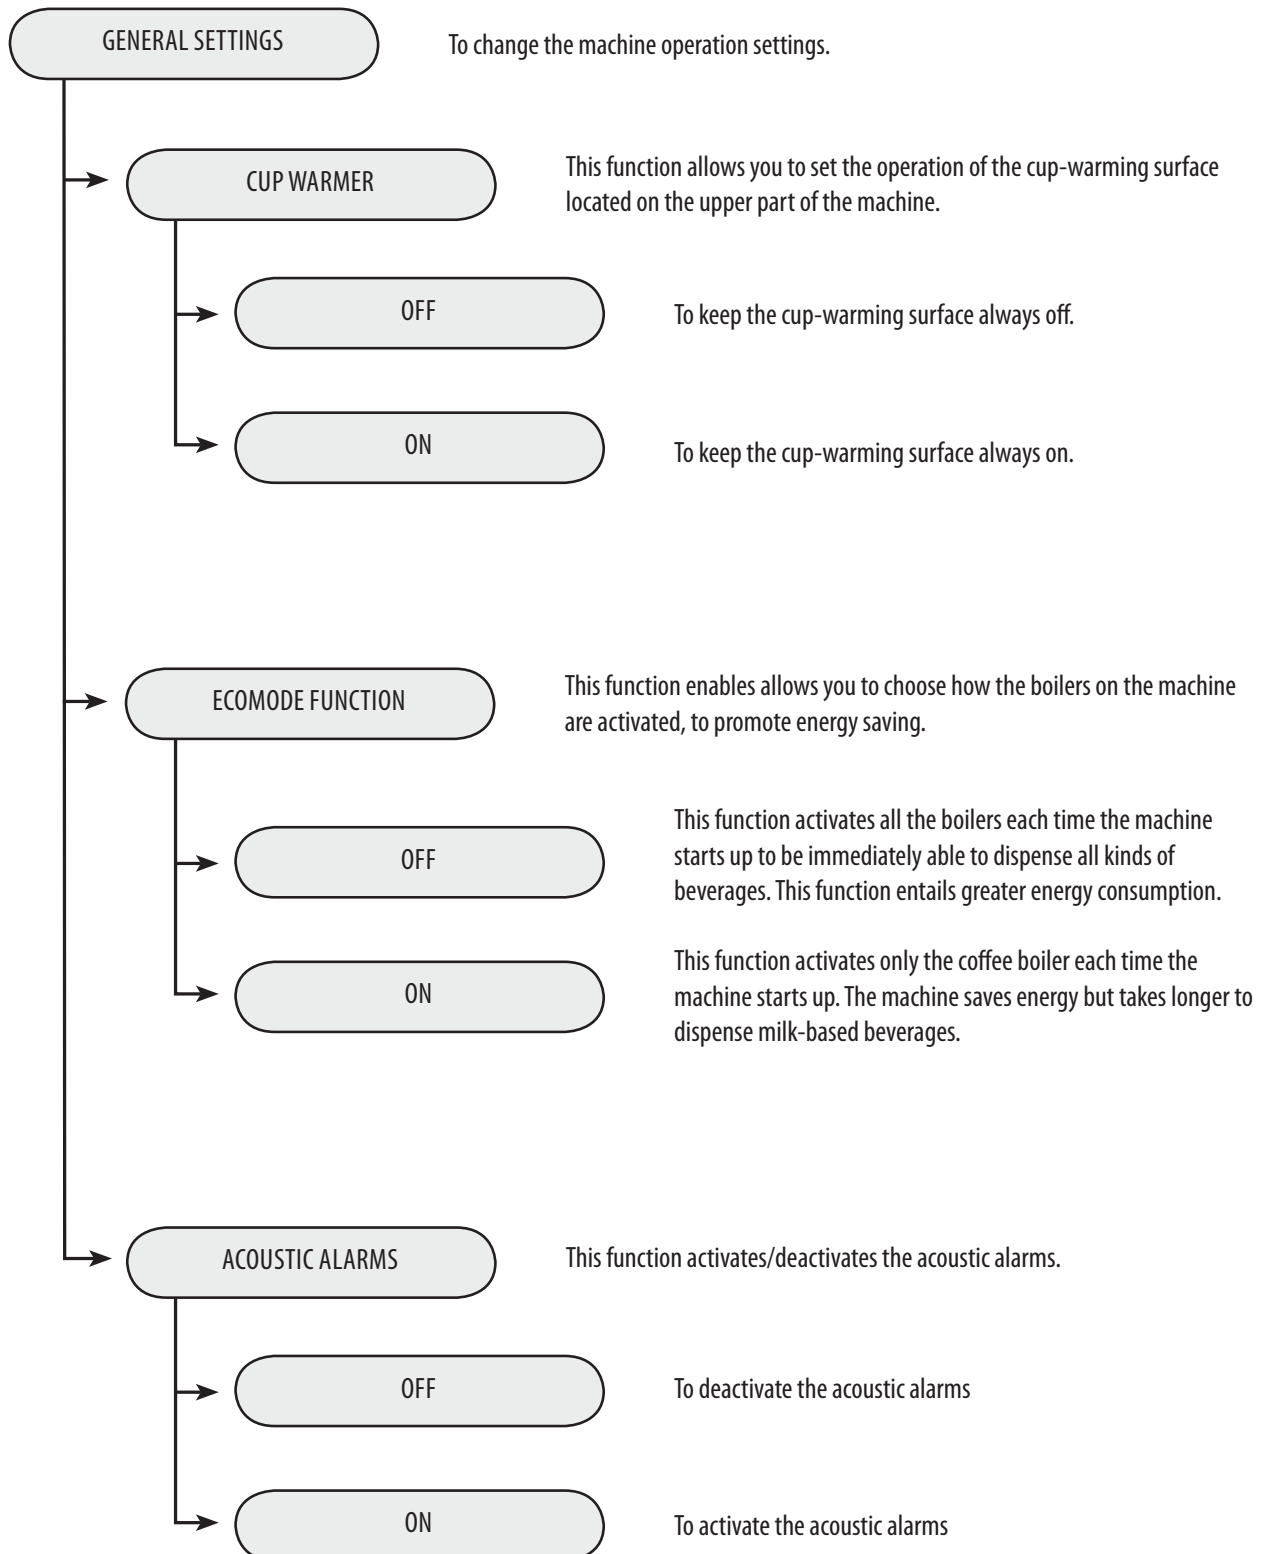 GENERAL SETTINGS
To change the machine operation settings.
CUP WARMER
This function allows you to set the operation of the cup-warming surface
located on the upper part of the machine.
OFF
To keep the cup-warming surface always off.
ON
To keep the cup-warming surface always on.
ECOMODE FUNCTION
This function enables allows you to choose how the boilers on the machine
are activated, to promote energy saving.
OFF
This function activates all the boilers each time the machine
starts up to be immediately able to dispense all kinds of
beverages. This function entails greater energy consumption.
ON
This function activates only the coffee boiler each time the
machine starts up. The machine saves energy but takes longer to
dispense milk-based beverages.
ACOUSTIC ALARMS
This function activates/deactivates the acoustic alarms.
OFF
To deactivate the acoustic alarms
ON
To activate the acoustic alarms